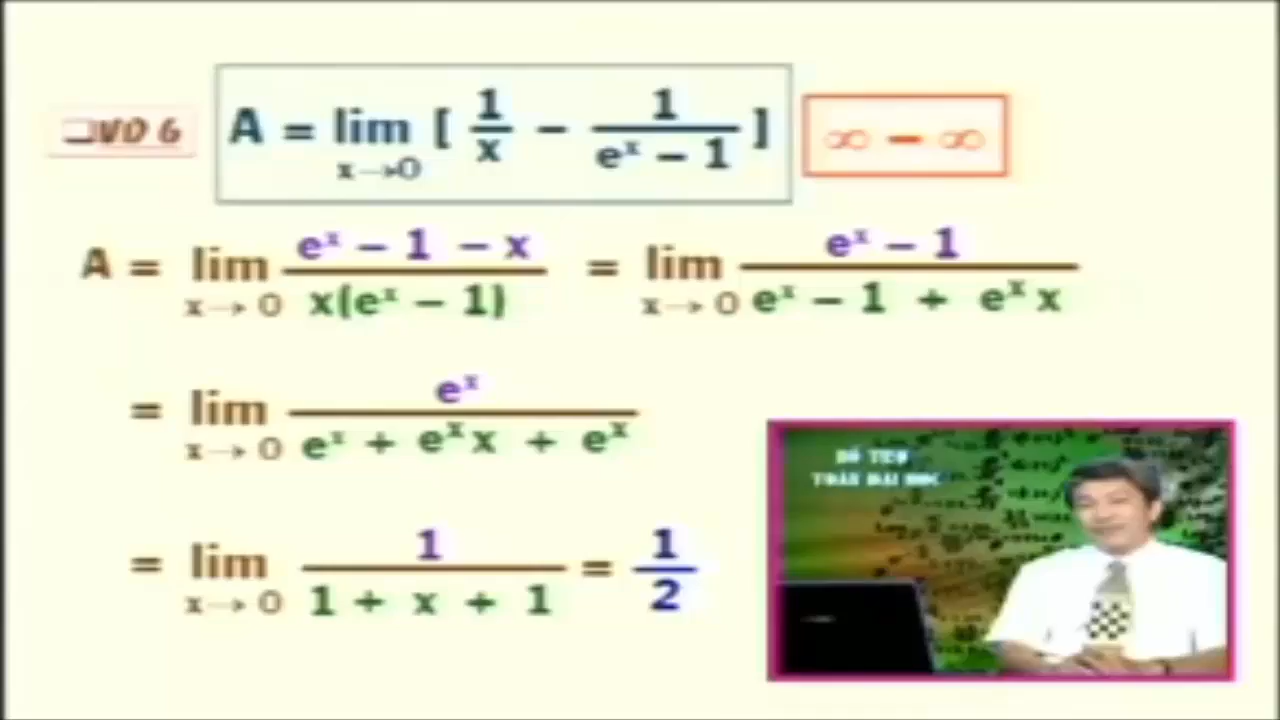 ❑VD 6 A = lim x→0 [ 1/x − 1/(eˣ − 1) ] ∞ − ∞
A = lim x→0 (eˣ − 1 − x)/(x(eˣ − 1)) = lim x→0 (eˣ − 1)/(eˣ − 1 + eˣx)
= lim x→0 eˣ/(eˣ + eˣx + eˣ)
= lim x→0 1/(1 + x + 1) = 1/2